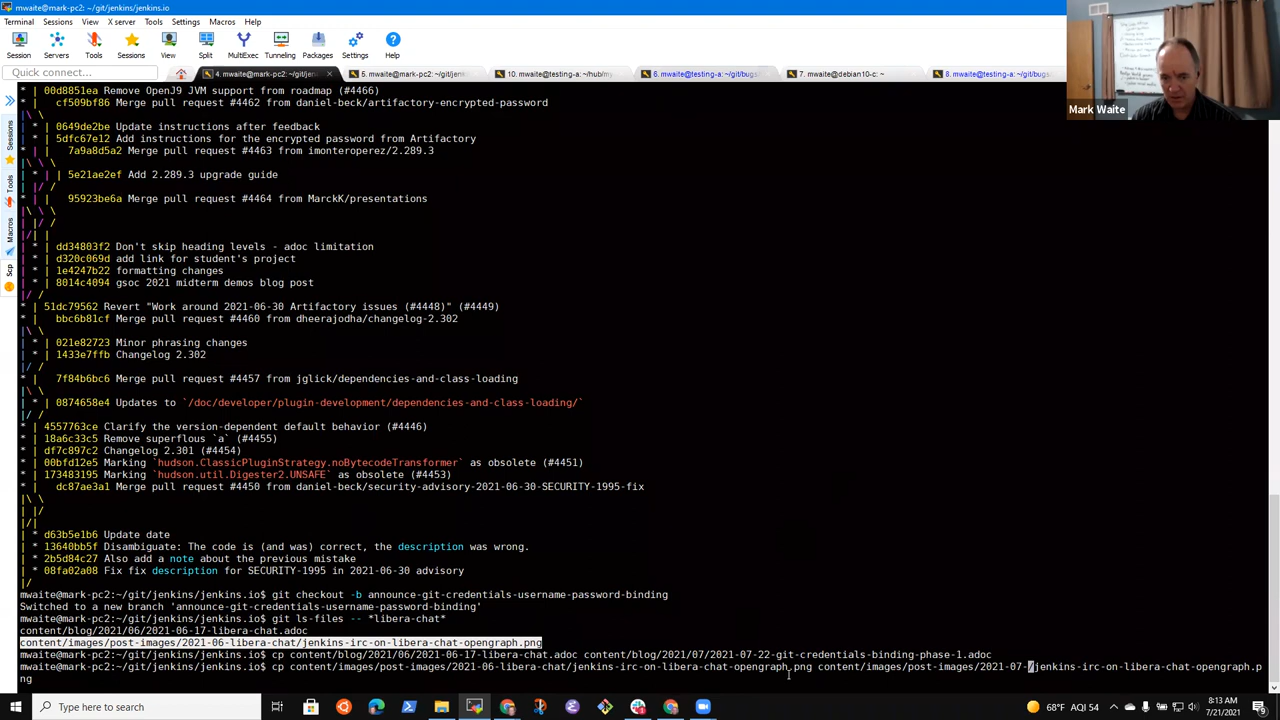 mwaite@mark-pc2: ~/git/jenkins/jenkins.io
Terminal Sessions View X server Tools Settings Macros Help
Session Servers Tools Sessions View Split MultiExec Tunneling Packages Settings Help
Quick connect...
4. mwaite@mark-pc2: ~/git/jen
5. mwaite@mark-pc2: ~/git/jen
10. mwaite@testing-a: ~/hub/my
6. mwaite@testing-a: ~/git/bugs
7. mwaite@debian10-c: ~
8. mwaite@testing-a: ~/git/bugs
Mark Waite
Sessions
Tools
Macros
Scp
* | 00d8851ea Remove OpenJ9 JVM support from roadmap (#4466)
* | cf509bf86 Merge pull request #4462 from daniel-beck/artifactory-encrypted-password
|\ \
| * | 0649de2be Update instructions after feedback
| * | 5dfc67e12 Add instructions for the encrypted password from Artifactory
* | | 7a9a8d5a2 Merge pull request #4463 from imonteroperez/2.289.3
|\ \ \
| * | | 5e21ae2ef Add 2.289.3 upgrade guide
| |/ /
* | | 95923be6a Merge pull request #4464 from MarckK/presentations
|\ \ \
| |/ /
|/| |
| * | dd34803f2 Don't skip heading levels - adoc limitation
| * | d320c069d add link for student's project
| * | 1e4247b22 formatting changes
| * | 8014c4094 gsoc 2021 midterm demos blog post
|/ /
* | 51dc79562 Revert "Work around 2021-06-30 Artifactory issues (#4448)" (#4449)
* | bbc6b81cf Merge pull request #4460 from dheerajodha/changelog-2.302
|\ \
| * | 021e82723 Minor phrasing changes
| * | 1433e7ffb Changelog 2.302
|/ /
* | 7f84b6bc6 Merge pull request #4457 from jglick/dependencies-and-class-loading
|\ \
| * | 0874658e4 Updates to `/doc/developer/plugin-development/dependencies-and-class-loading/`
|/ /
* | 4557763ce Clarify the version-dependent default behavior (#4446)
* | 18a6c33c5 Remove superflous `a` (#4455)
* | df7c897c2 Changelog 2.301 (#4454)
* | 00bfd12e5 Marking `hudson.ClassicPluginStrategy.noBytecodeTransformer` as obsolete (#4451)
* | 173483195 Marking `hudson.util.Digester2.UNSAFE` as obsolete (#4453)
* | dc87ae3a1 Merge pull request #4450 from daniel-beck/security-advisory-2021-06-30-SECURITY-1995-fix
|\ \
| |/
|/|
| * d63b5e1b6 Update date
| * 13640bb5f Disambiguate: The code is (and was) correct, the description was wrong.
| * 2b5d84c27 Also add a note about the previous mistake
| * 08fa02a08 Fix fix description for SECURITY-1995 in 2021-06-30 advisory
|/
mwaite@mark-pc2:~/git/jenkins/jenkins.io$ git checkout -b announce-git-credentials-username-password-binding
Switched to a new branch 'announce-git-credentials-username-password-binding'
mwaite@mark-pc2:~/git/jenkins/jenkins.io$ git ls-files -- *libera-chat*
content/blog/2021/06/2021-06-17-libera-chat.adoc
content/images/post-images/2021-06-libera-chat/jenkins-irc-on-libera-chat-opengraph.png
mwaite@mark-pc2:~/git/jenkins/jenkins.io$ cp content/blog/2021/06/2021-06-17-libera-chat.adoc content/blog/2021/07/2021-07-22-git-credentials-binding-phase-1.adoc
mwaite@mark-pc2:~/git/jenkins/jenkins.io$ cp content/images/post-images/2021-06-libera-chat/jenkins-irc-on-libera-chat-opengraph.png content/images/post-images/2021-07-/jenkins-irc-on-libera-chat-opengraph.p
ng
Type here to search
68°F AQI 54
8:13 AM
7/21/2021